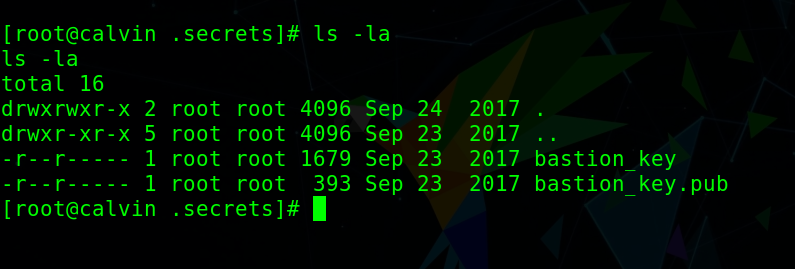 [root@calvin .secrets]# ls -la
ls -la
total 16
drwxrwxr-x 2 root root 4096 Sep 24  2017 .
drwxr-xr-x 5 root root 4096 Sep 23  2017 ..
-r--r----- 1 root root 1679 Sep 23  2017 bastion_key
-r--r----- 1 root root  393 Sep 23  2017 bastion_key.pub
[root@calvin .secrets]#